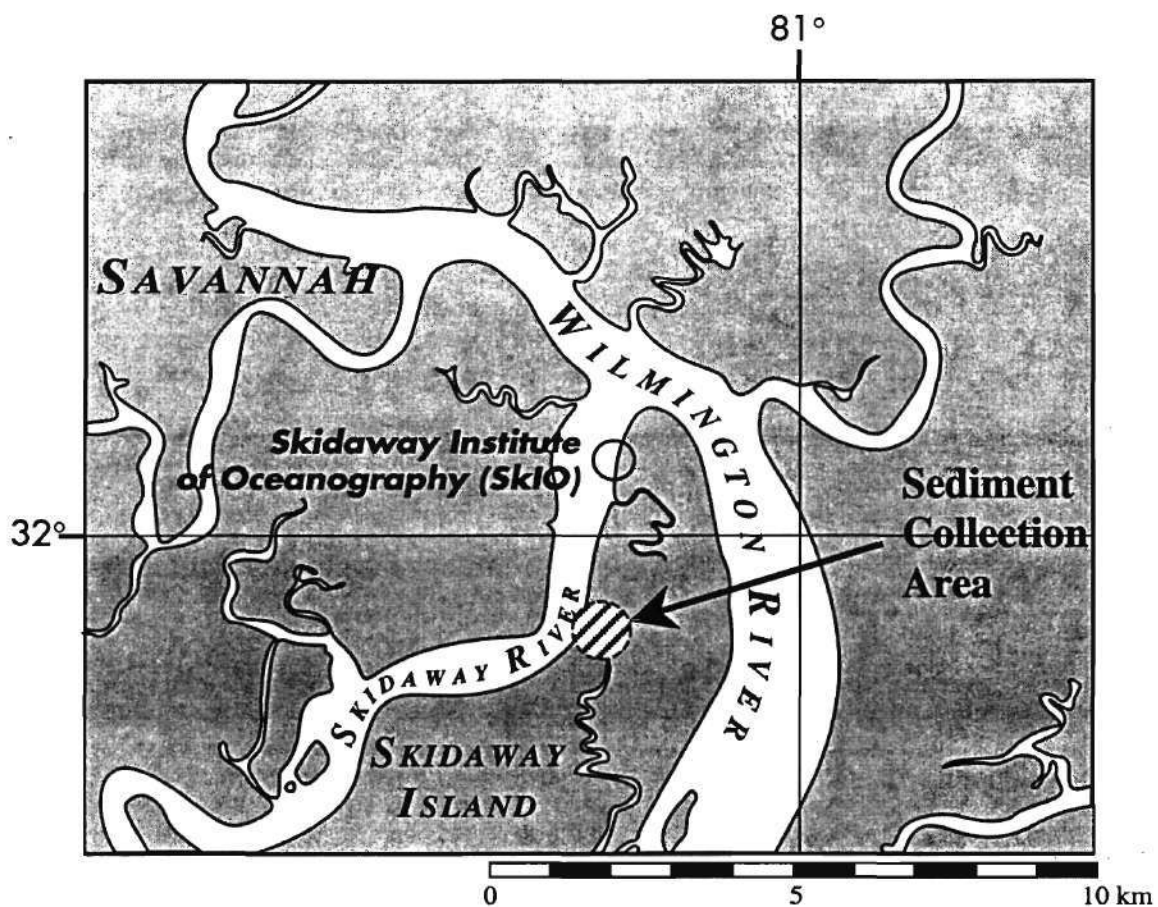 81°
SAVANNAH
WILMINGTON RIVER
Skidaway Institute
of Oceanography (SkIO)
Sediment
Collection
Area
32°
SKIDAWAY RIVER
SKIDAWAY
ISLAND
0 5 10 km